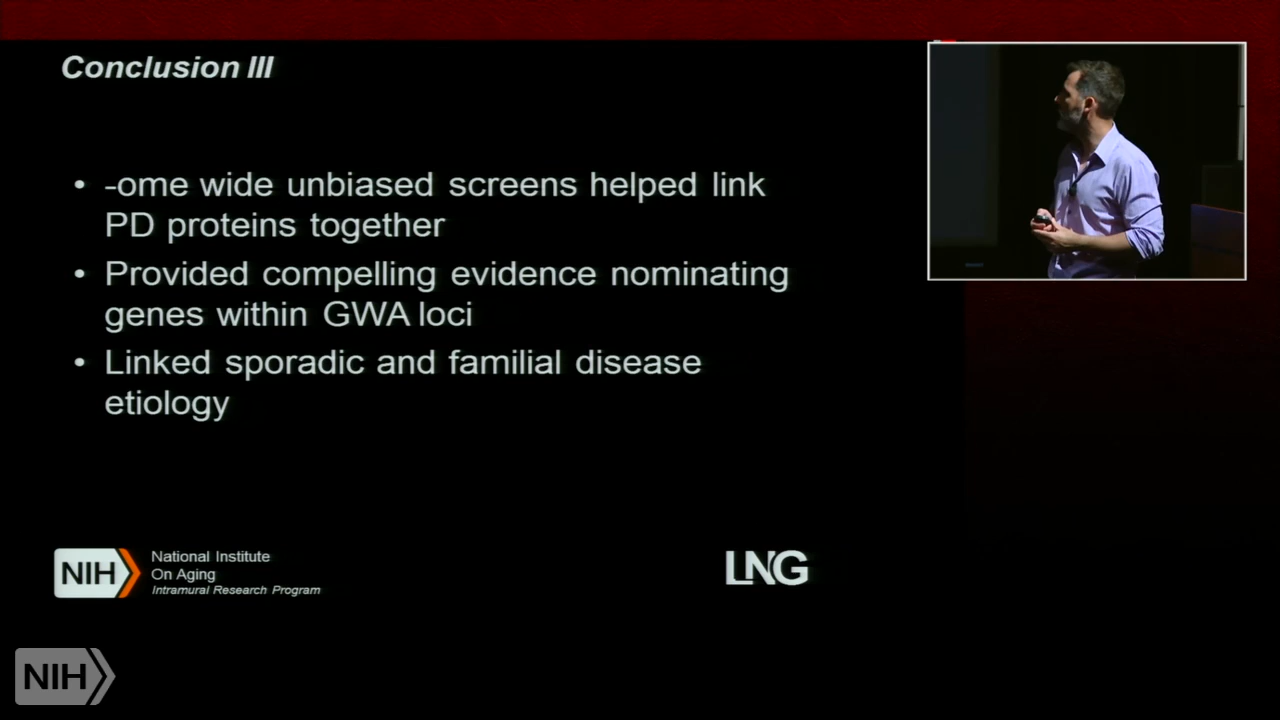 Conclusion III
• -ome wide unbiased screens helped link
PD proteins together
• Provided compelling evidence nominating
genes within GWA loci
• Linked sporadic and familial disease
etiology
NIH
National Institute
On Aging
Intramural Research Program
LNG
NIH